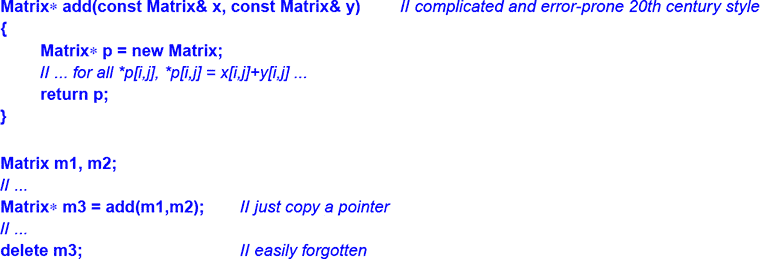 Matrix∗ add(const Matrix& x, const Matrix& y) // complicated and error-prone 20th century style
{
Matrix∗ p = new Matrix;
// ... for all *p[i,j], *p[i,j] = x[i,j]+y[i,j] ...
return p;
}
Matrix m1, m2;
// ...
Matrix∗ m3 = add(m1,m2); // just copy a pointer
// ...
delete m3; // easily forgotten